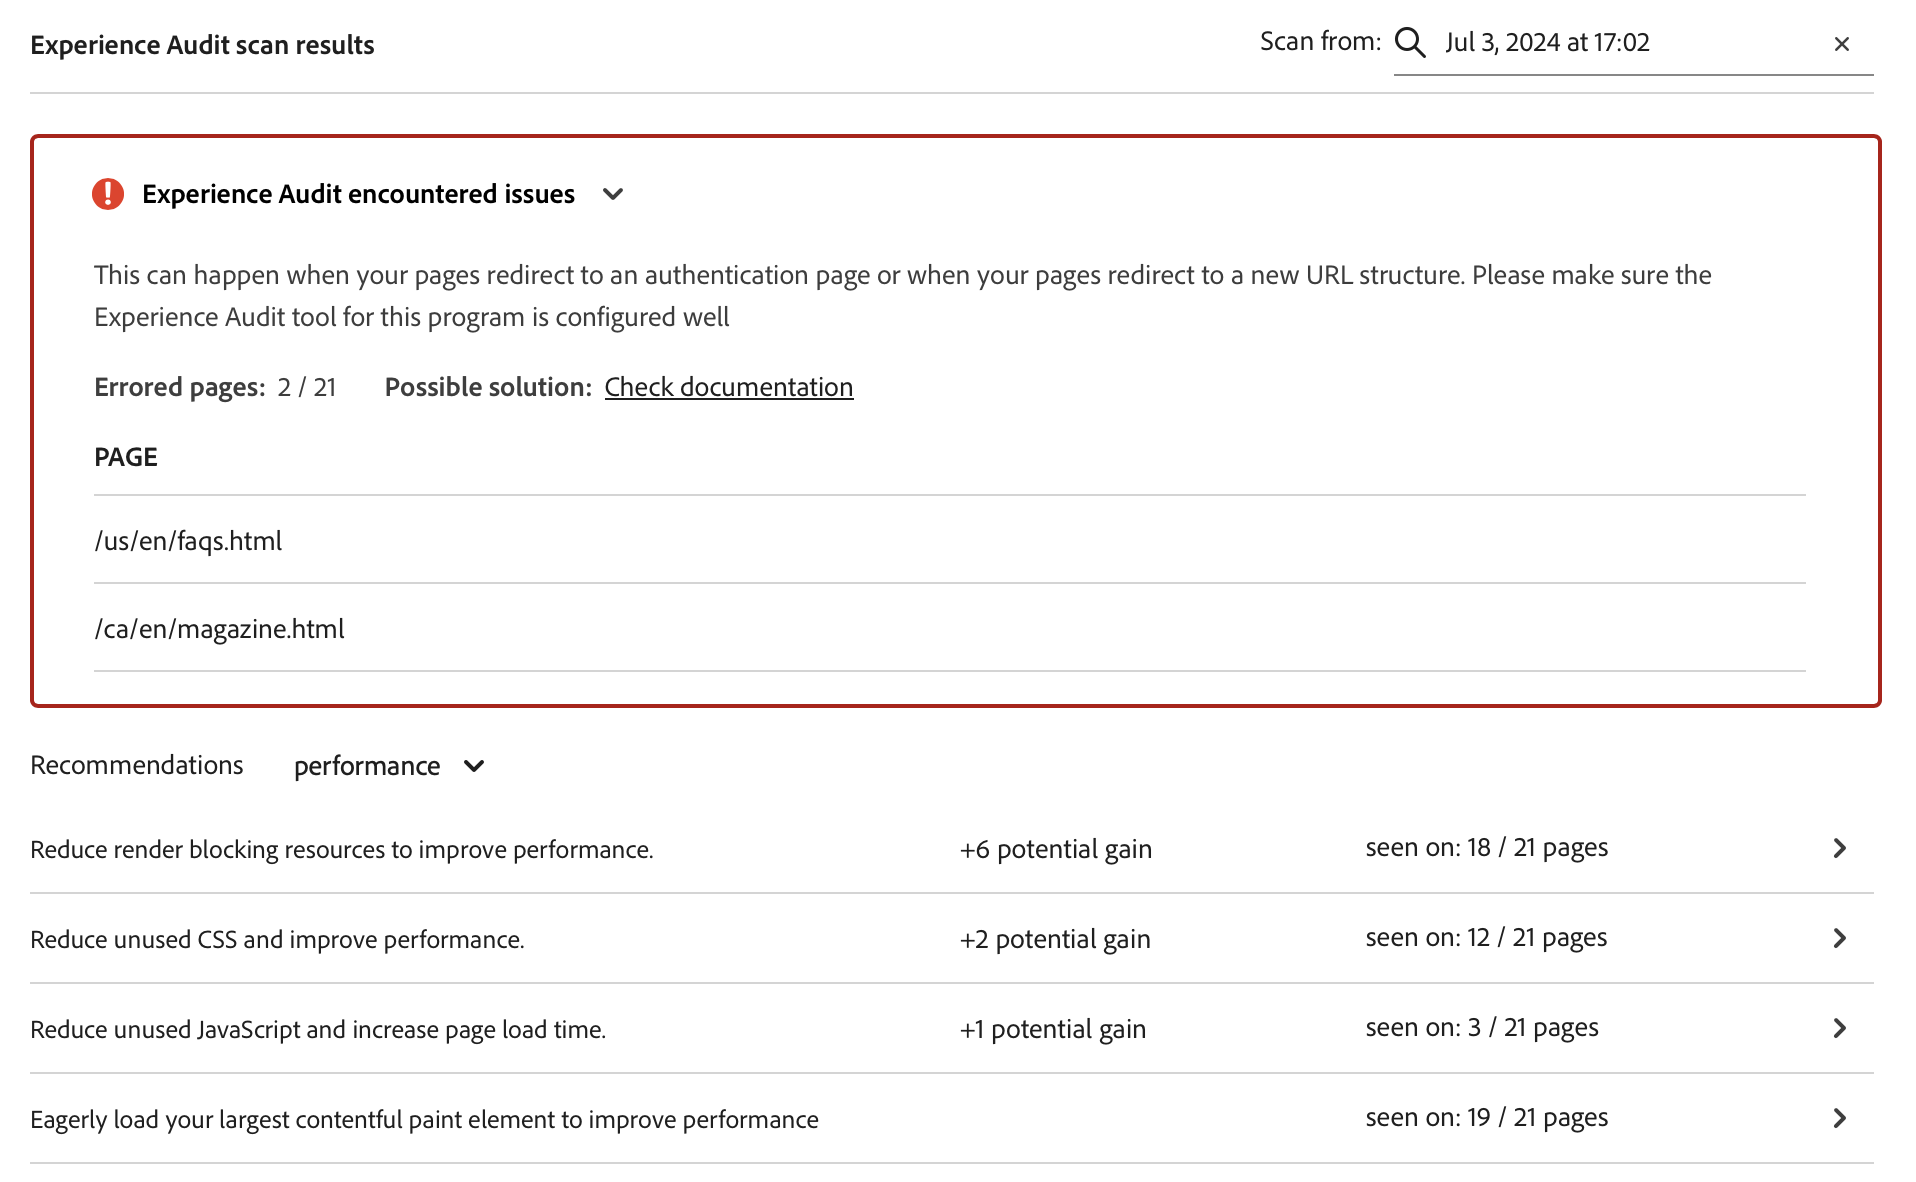 Experience Audit scan results
Scan from: Jul 3, 2024 at 17:02
Experience Audit encountered issues
This can happen when your pages redirect to an authentication page or when your pages redirect to a new URL structure. Please make sure the
Experience Audit tool for this program is configured well
Errored pages: 2 / 21 Possible solution: Check documentation
PAGE
/us/en/faqs.html
/ca/en/magazine.html
Recommendations performance
Reduce render blocking resources to improve performance. +6 potential gain seen on: 18 / 21 pages
Reduce unused CSS and improve performance. +2 potential gain seen on: 12 / 21 pages
Reduce unused JavaScript and increase page load time. +1 potential gain seen on: 3 / 21 pages
Eagerly load your largest contentful paint element to improve performance seen on: 19 / 21 pages